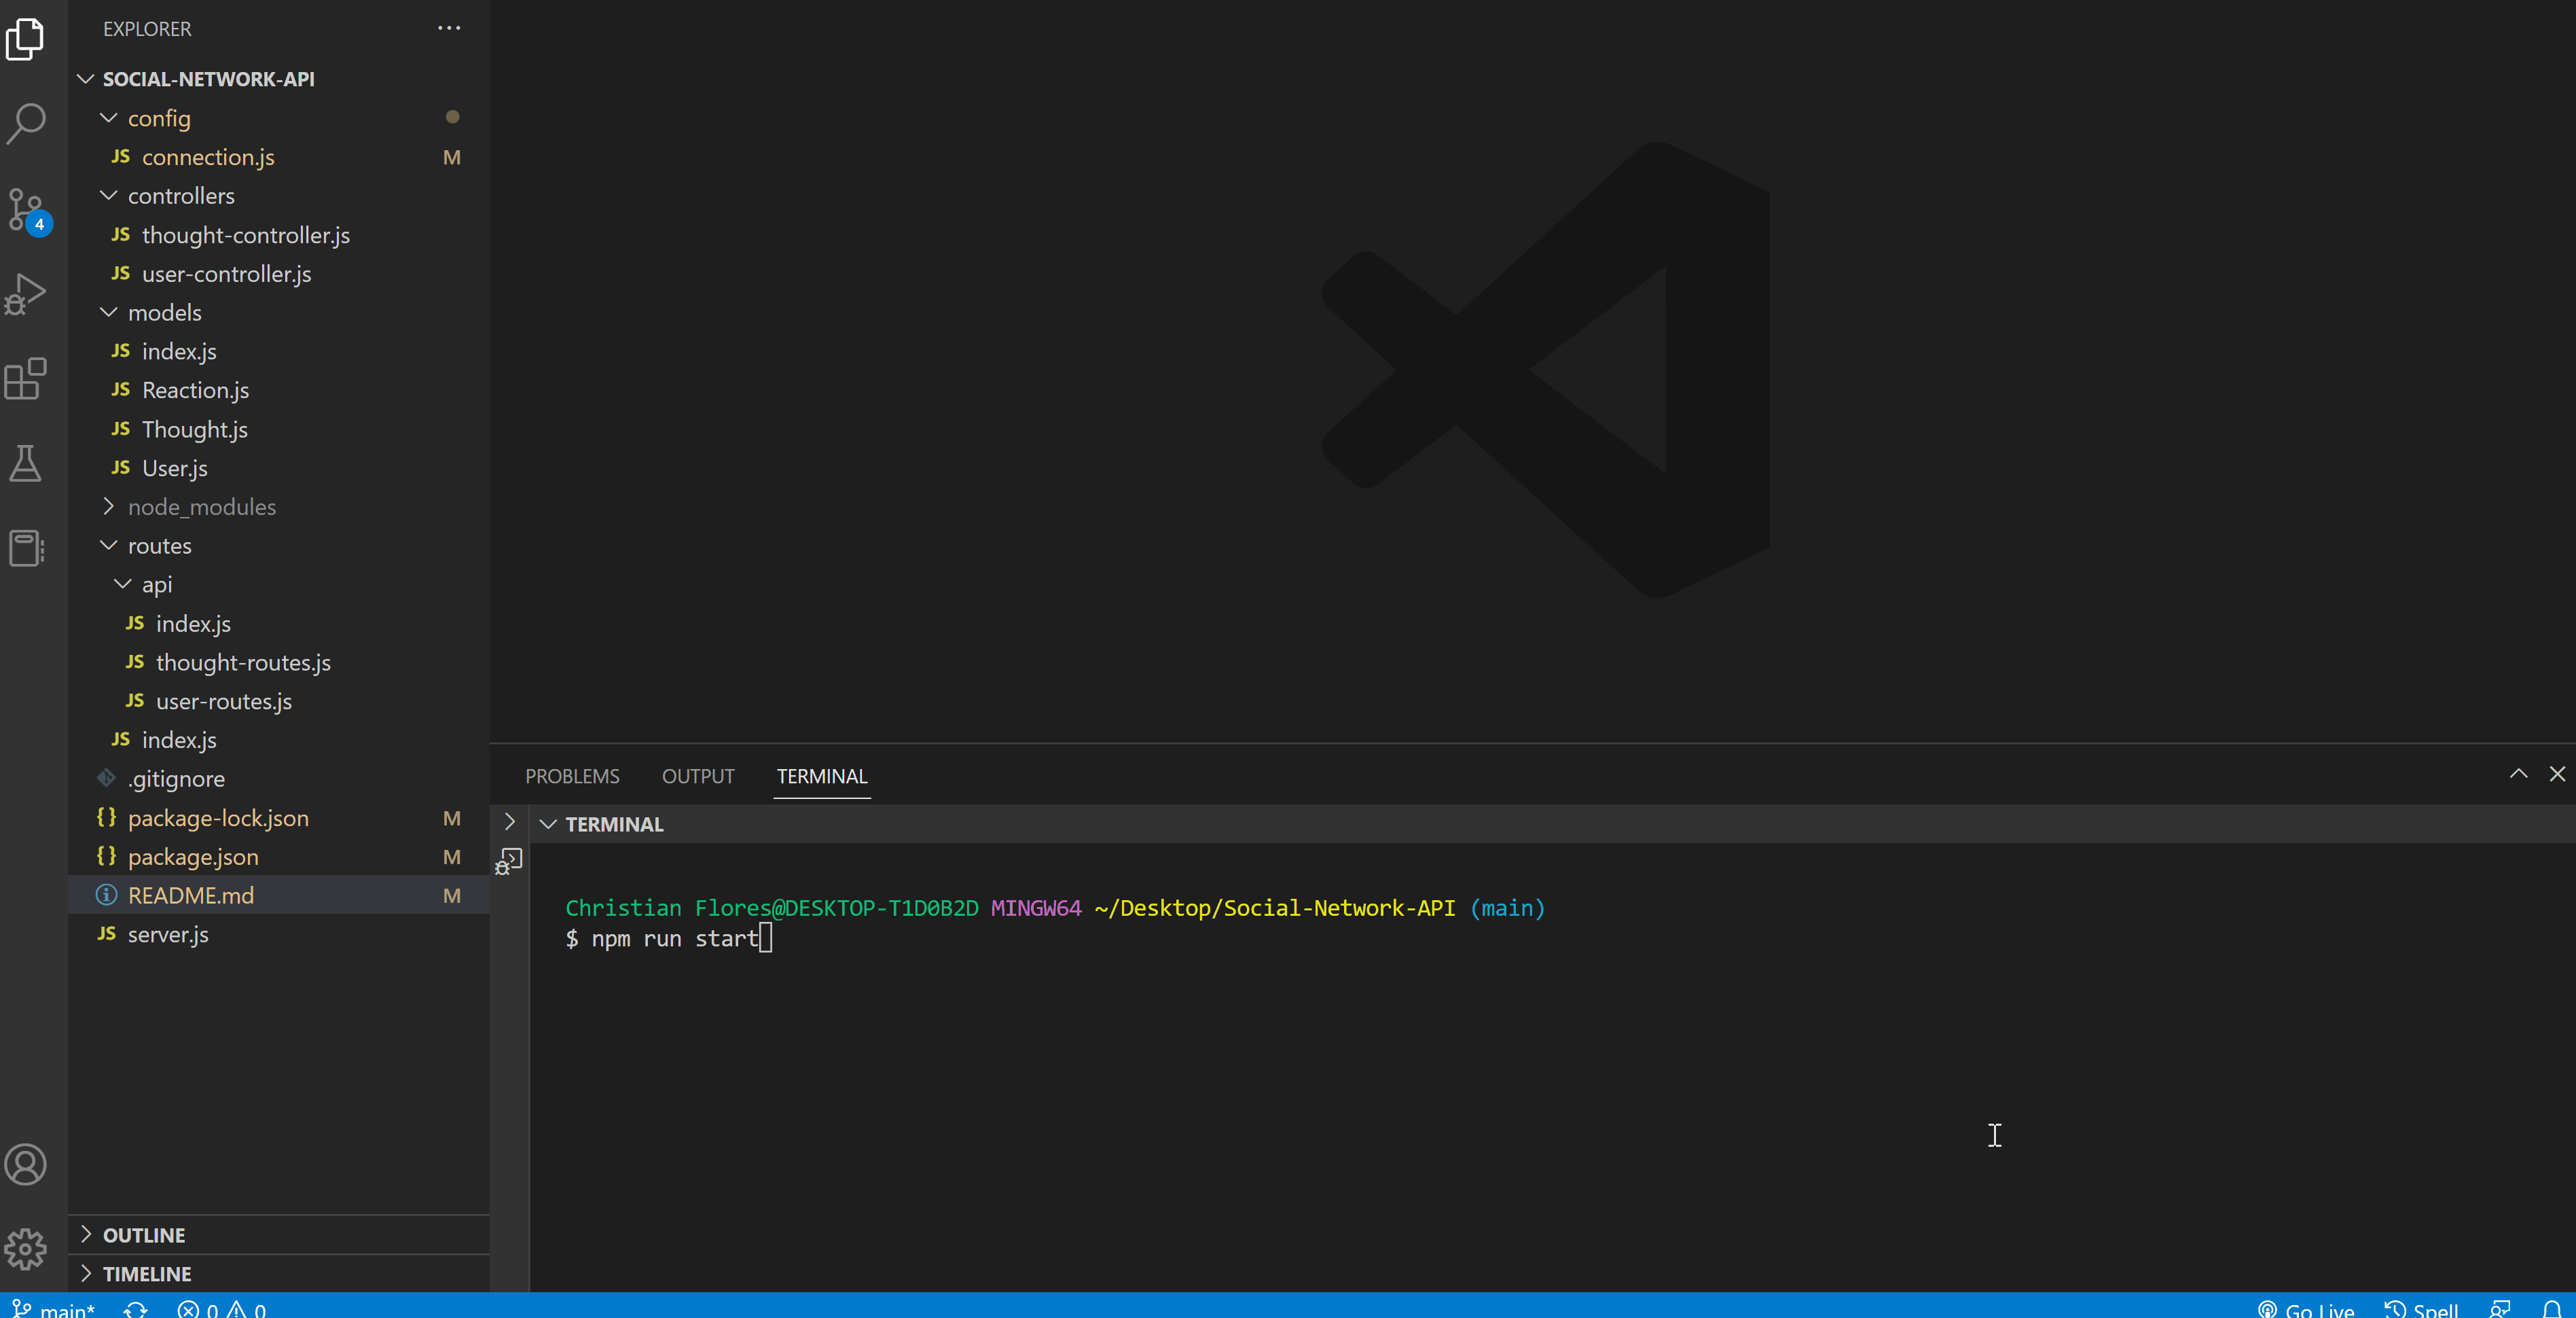 EXPLORER
SOCIAL-NETWORK-API
config
JS connection.js M
controllers
JS thought-controller.js
JS user-controller.js
models
JS index.js
JS Reaction.js
JS Thought.js
JS User.js
node_modules
routes
api
JS index.js
JS thought-routes.js
JS user-routes.js
JS index.js
.gitignore
{} package-lock.json M
{} package.json M
README.md M
JS server.js
OUTLINE
TIMELINE
4
PROBLEMS OUTPUT TERMINAL
TERMINAL
Christian Flores@DESKTOP-T1D0B2D MINGW64 ~/Desktop/Social-Network-API (main)
$ npm run start
main* 0 0 Go Live Spell